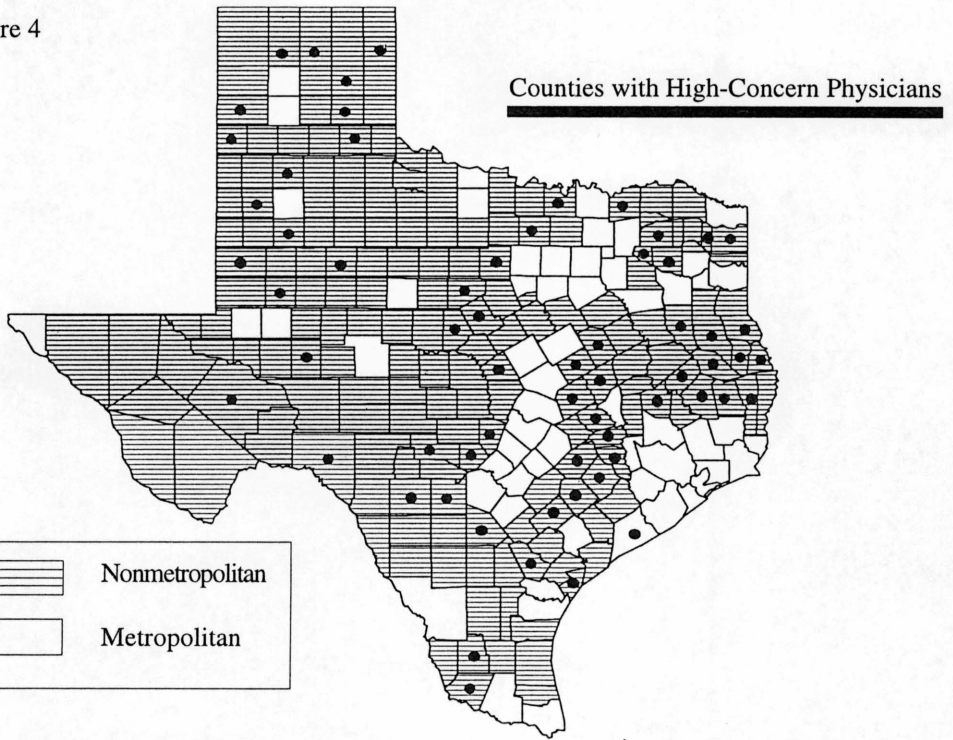 re 4
Counties with High-Concern Physicians
Nonmetropolitan
Metropolitan